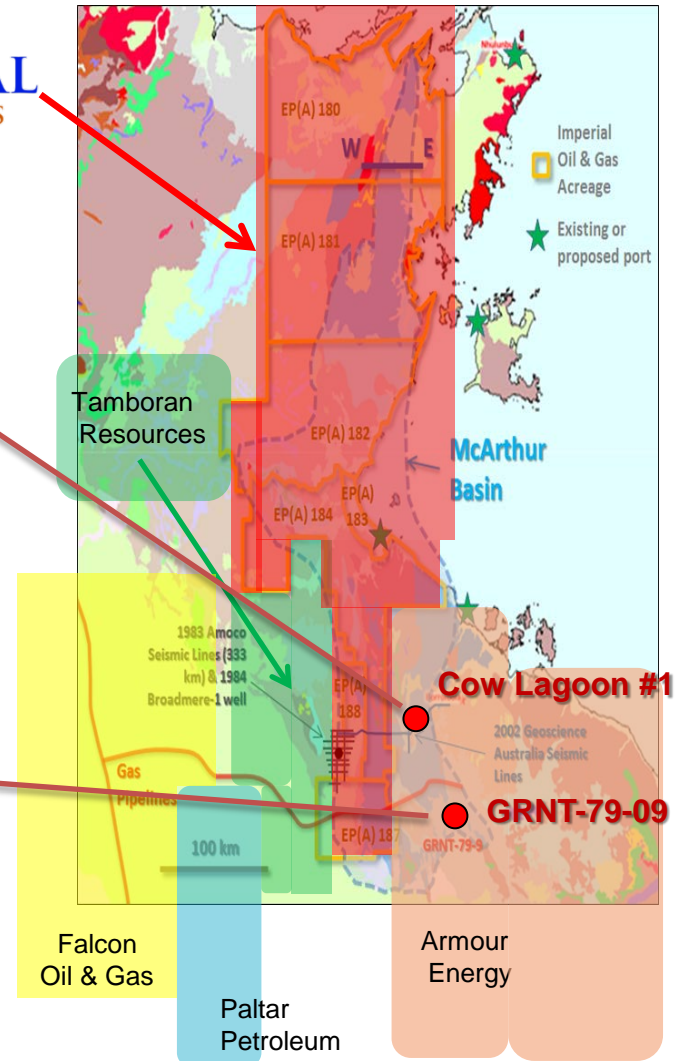 AL
S
Nhulunbuy
EP(A) 180
W E
Imperial
Oil & Gas
Acreage
EP(A) 181
Existing or
proposed port
Tamboran
Resources
EP(A) 182
McArthur
Basin
EP(A)
183
EP(A) 184
1983 Amoco
Seismic Lines (333
km) & 1984
Broadmere-1 well
EP(A)
188
Cow Lagoon #1
2002 Geoscience
Australia Seismic
Lines
Gas
Pipelines
GRNT-79-09
EP(A) 187
GRNT-79-9
100 km
Falcon
Oil & Gas
Armour
Energy
Paltar
Petroleum